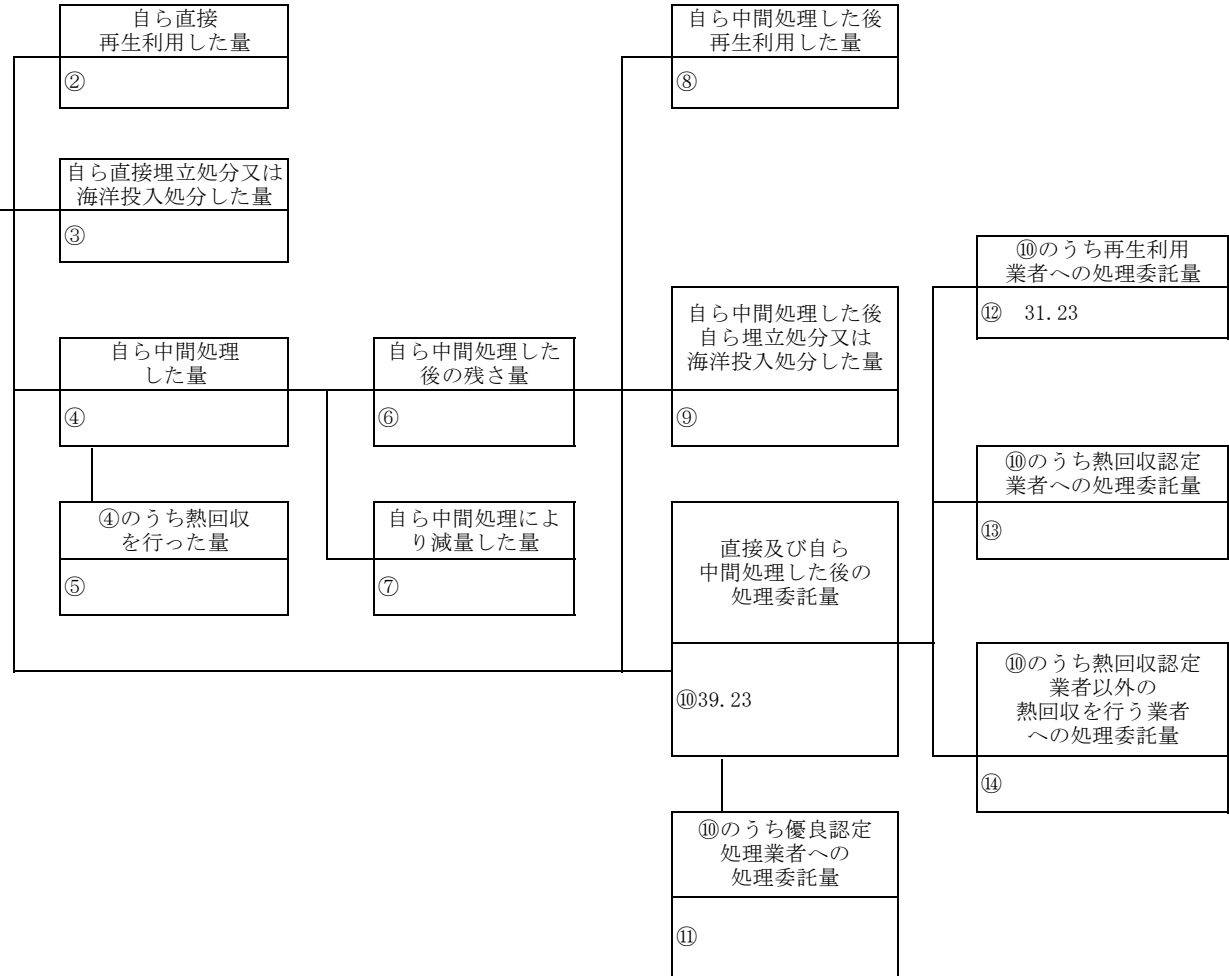 自ら直接
再生利用した量
②
自ら直接埋立処分又は
海洋投入処分した量
③
自ら中間処理
した量
④
④のうち熱回収
を行った量
⑤
自ら中間処理した
後の残さ量
⑥
自ら中間処理によ
り減量した量
⑦
自ら中間処理した後
再生利用した量
⑧
自ら中間処理した後
自ら埋立処分又は
海洋投入処分した量
⑨
直接及び自ら
中間処理した後の
処理委託量
⑩39.23
⑩のうち優良認定
処理業者への
処理委託量
⑪
⑩のうち再生利用
業者への処理委託量
⑫ 31.23
⑩のうち熱回収認定
業者への処理委託量
⑬
⑩のうち熱回収認定
業者以外の
熱回収を行う業者
への処理委託量
⑭